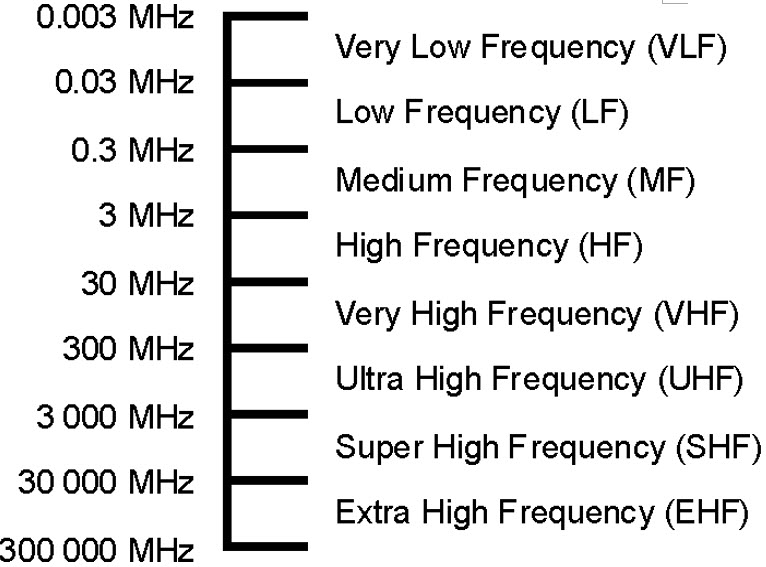 0.003 MHz
Very Low Frequency (VLF)
0.03 MHz
Low Frequency (LF)
0.3 MHz
Medium Frequency (MF)
3 MHz
High Frequency (HF)
30 MHz
Very High Frequency (VHF)
300 MHz
Ultra High Frequency (UHF)
3 000 MHz
Super High Frequency (SHF)
30 000 MHz
Extra High Frequency (EHF)
300 000 MHz